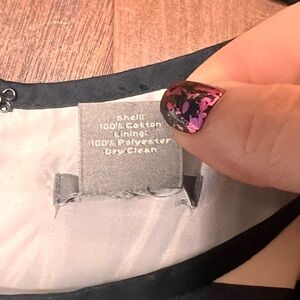 Shell:
100% Cotton
Lining:
100% Polyester
Dry Clean